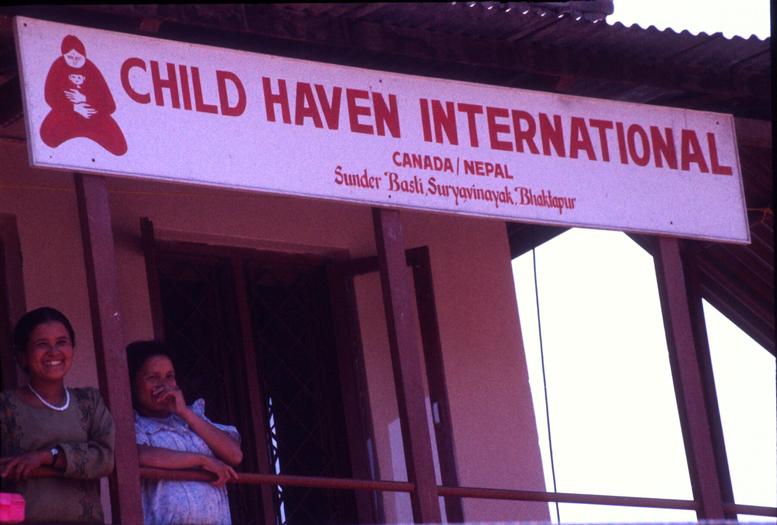 CHILD HAVEN INTERNATIONAL
CANADA/NEPAL
Sunder Basti, Suryavinayak, Bhaktapur